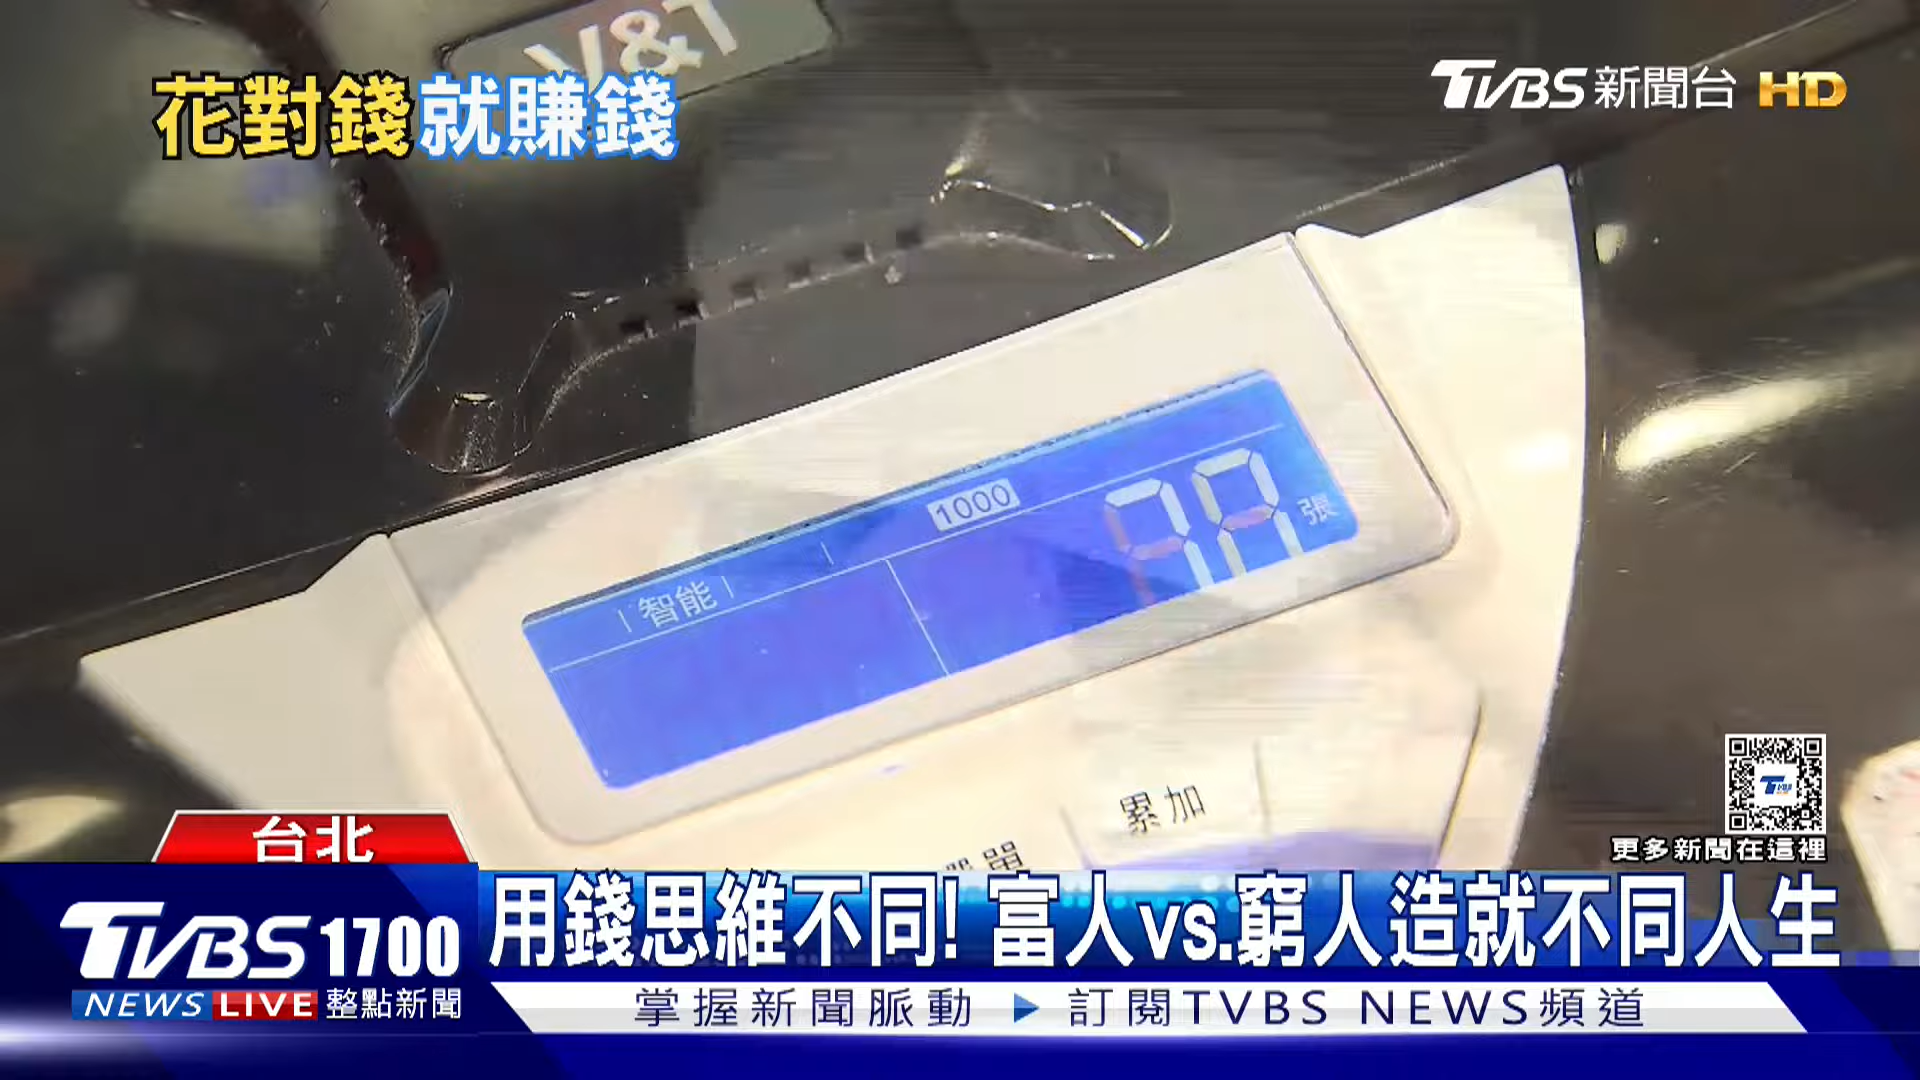 V&T
花對錢就賺錢
TVBS新聞台 HD
1000
智能
張
累加
單
更多新聞在這裡
台北
用錢思維不同! 富人vs.窮人造就不同人生
TVBS 1700
NEWS LIVE 整點新聞
掌握新聞脈動 ▶ 訂閱TVBS NEWS頻道